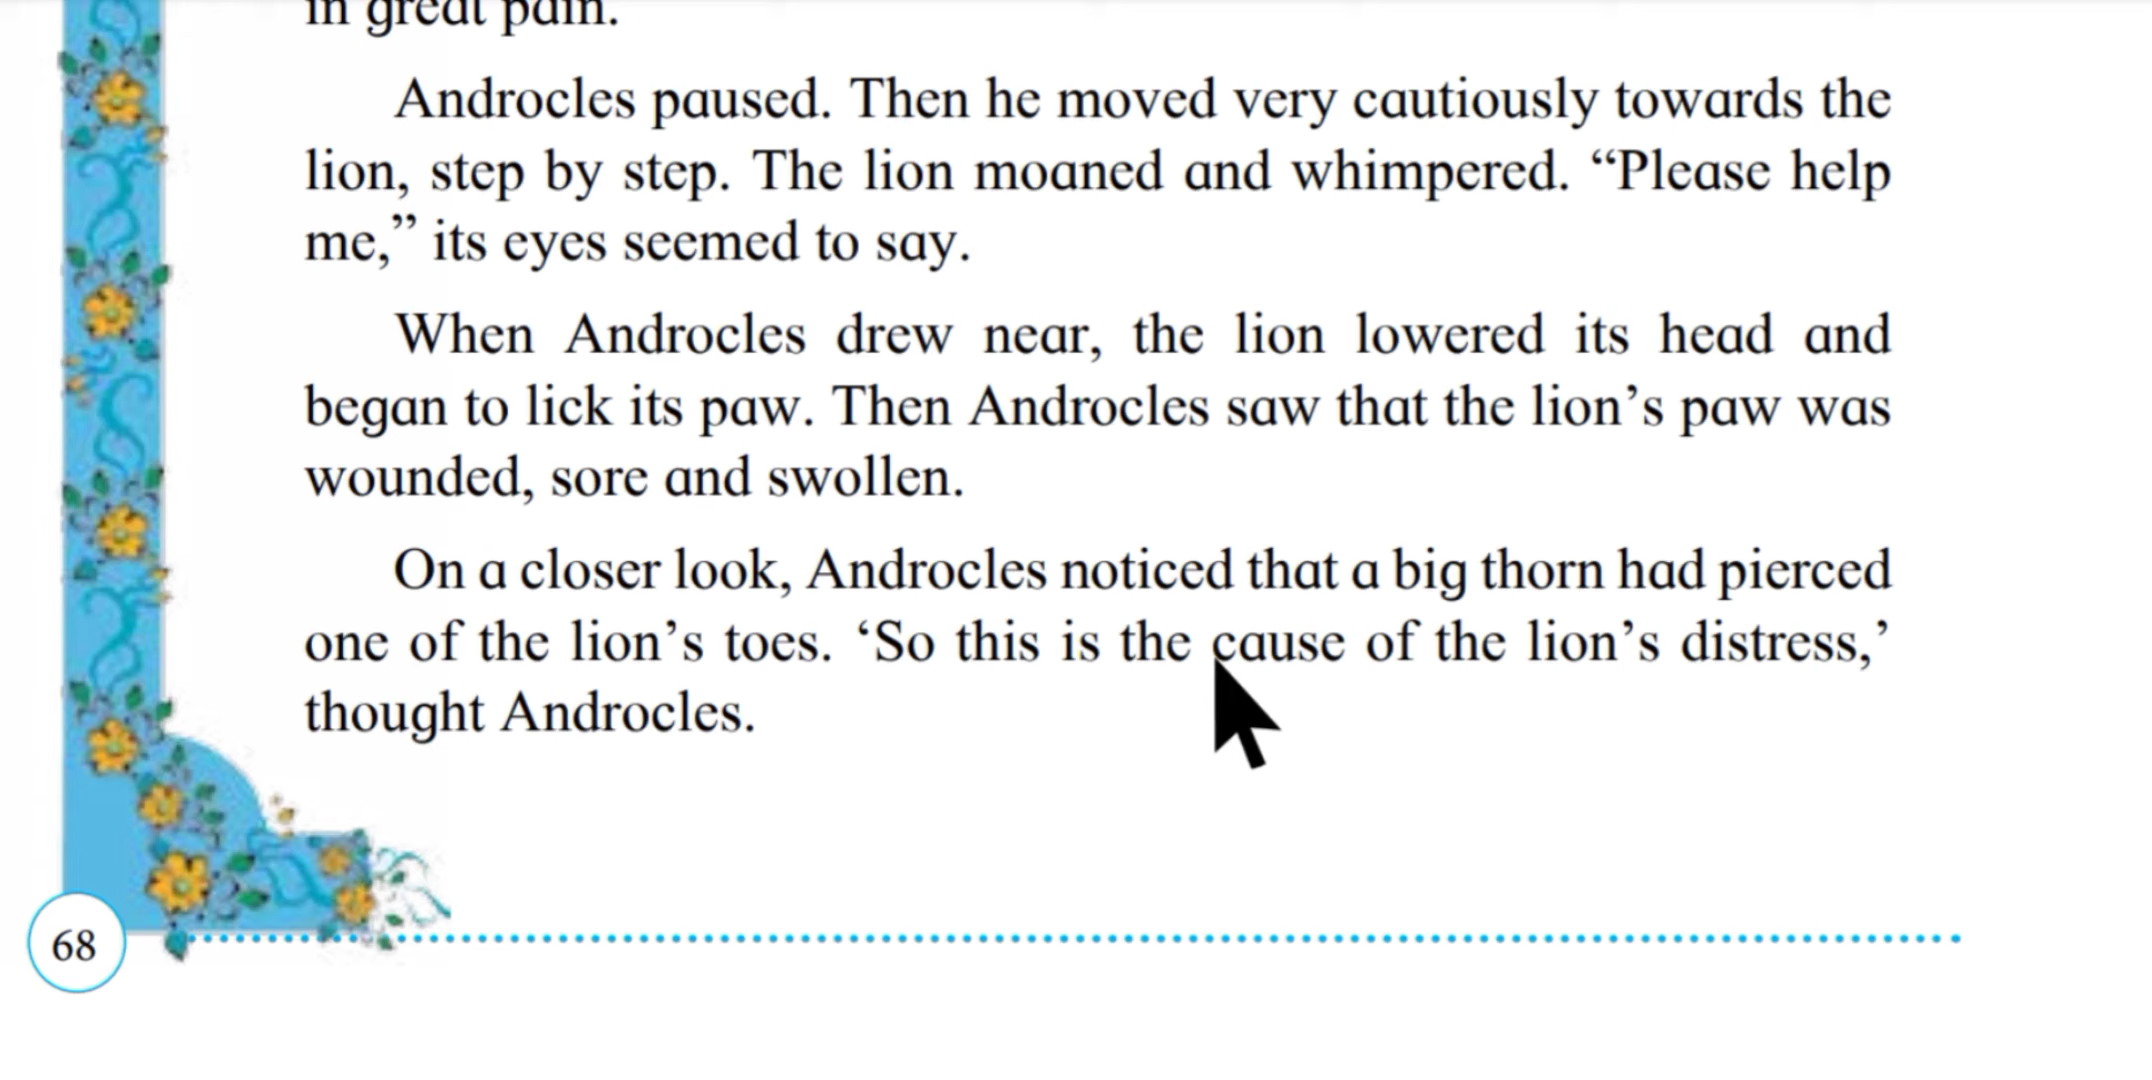 in great pain.
Androcles paused. Then he moved very cautiously towards the
lion, step by step. The lion moaned and whimpered. “Please help
me,” its eyes seemed to say.
When Androcles drew near, the lion lowered its head and
began to lick its paw. Then Androcles saw that the lion’s paw was
wounded, sore and swollen.
On a closer look, Androcles noticed that a big thorn had pierced
one of the lion’s toes. ‘So this is the cause of the lion’s distress,’
thought Androcles.
68